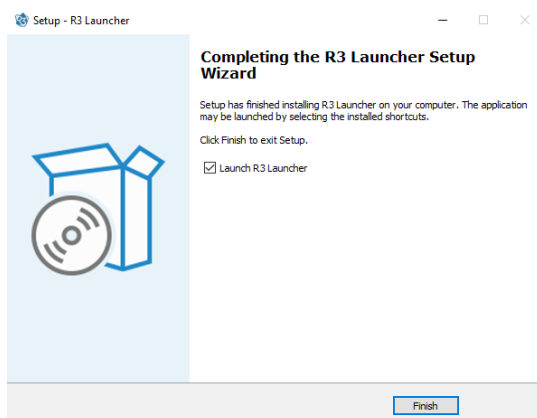 Setup - R3 Launcher
Completing the R3 Launcher Setup
Wizard
Setup has finished installing R3 Launcher on your computer. The application
may be launched by selecting the installed shortcuts.
Click Finish to exit Setup.
Launch R3 Launcher
Finish